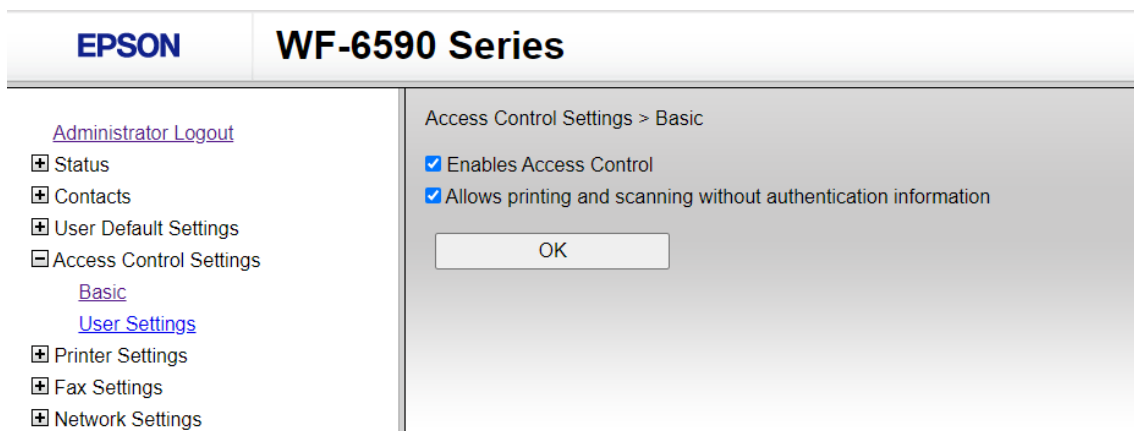 EPSON
WF-6590 Series
Administrator Logout
Status
Contacts
User Default Settings
Access Control Settings
Basic
User Settings
Printer Settings
Fax Settings
Network Settings
Access Control Settings > Basic
Enables Access Control
Allows printing and scanning without authentication information
OK